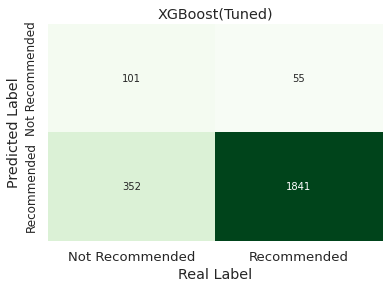 XGBoost(Tuned)
Predicted Label
Not Recommended
101
55
Recommended
352
1841
Not Recommended
Recommended
Real Label